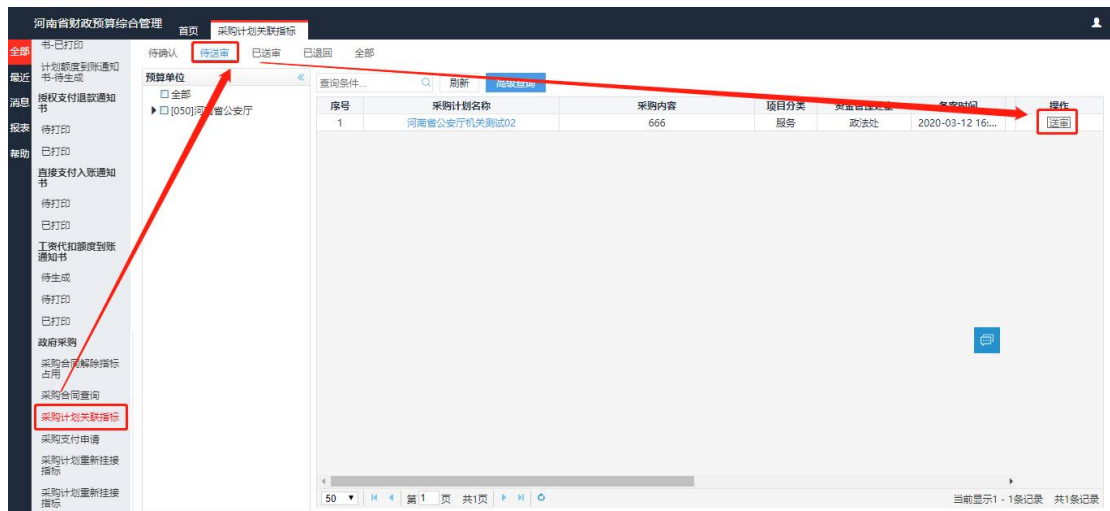 河南省财政预算综合管理
首页
采购计划关联指标
全部
最近
消息
报表
帮助
书-已打印
计划额度到账通知
书-待生成
授权支付退款通知
书
待打印
已打印
直接支付入账通知
书
待打印
已打印
工资代扣额度到账
通知书
待生成
待打印
已打印
政府采购
采购合同解除指标
占用
采购合同查询
采购计划关联指标
采购支付申请
采购计划重新挂接
指标
采购计划重新挂接
指标
待确认 待送审 已送审 已退回 全部
预算单位 «
全部
[050]河南省公安厅
查询条件... 刷新 高级查询
序号 采购计划名称 采购内容 项目分类 操作
1 河南省公安厅机关测试02 666 服务 政法处 2020-03-12 16:... 送审
50 第 1 页 共1页 当前显示1 - 1条记录 共1条记录